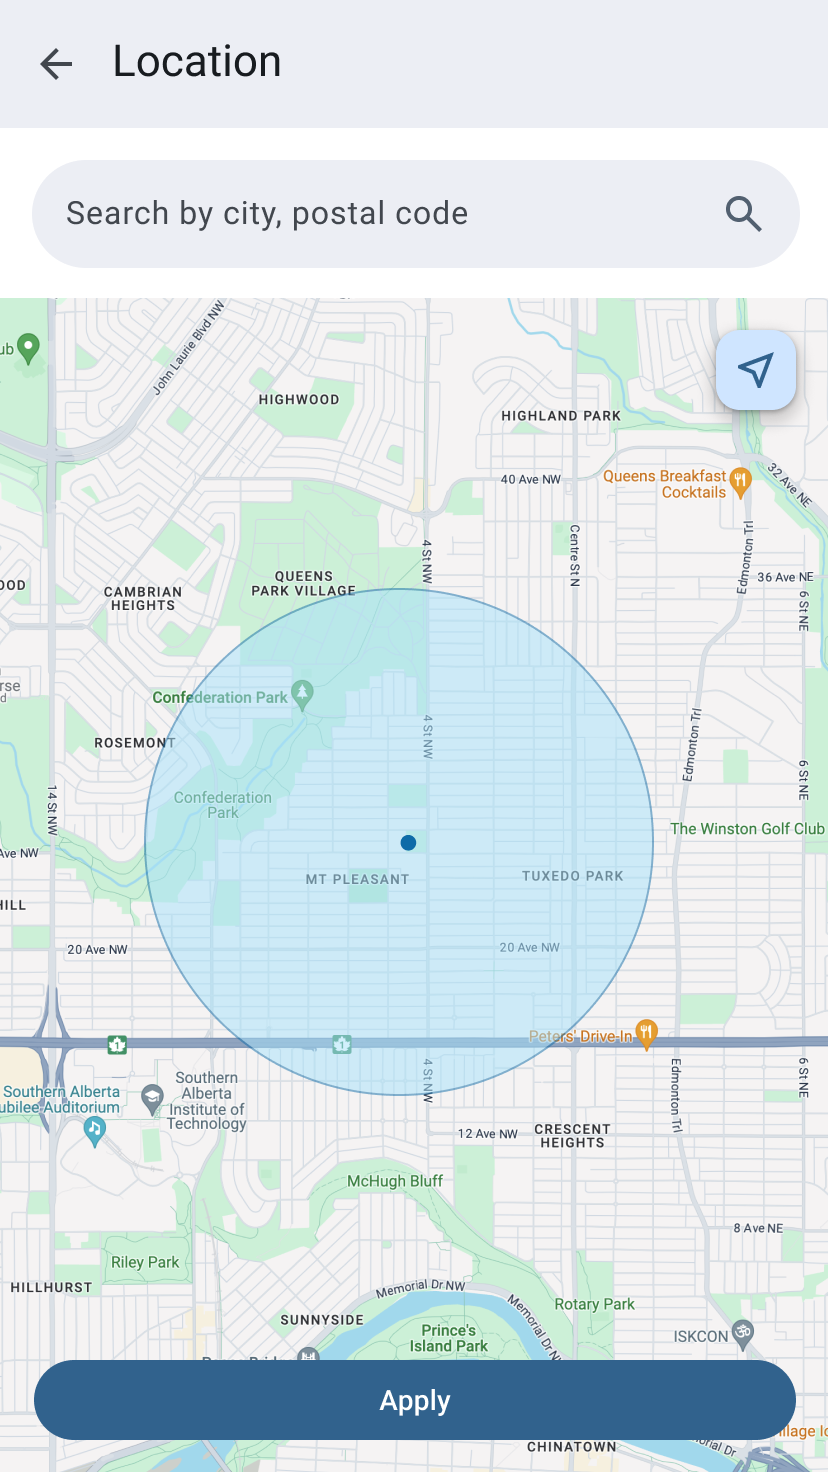 Location
Search by city, postal code
ub
John Laurie Blvd NW
HIGHWOOD
HIGHLAND PARK
40 Ave NW
Queens Breakfast
Cocktails
32 Ave NE
4 St NW
Centre St N
Edmonton Trl
36 Ave NE
6 St NE
OOD
CAMBRIAN
HEIGHTS
QUEENS
PARK VILLAGE
rse
d
Confederation Park
ROSEMONT
4 St NW
Edmonton Trl
6 St NE
14 St NW
Confederation
Park
The Winston Golf Club
Ave NW
MT PLEASANT
TUXEDO PARK
HILL
20 Ave NW
20 Ave NW
1
1
Peters' Drive-In
4 St NW
Edmonton Trl
6 St NE
Southern Alberta
ubilee Auditorium
Southern
Alberta
Institute of
Technology
12 Ave NW
CRESCENT
HEIGHTS
McHugh Bluff
8 Ave NE
Riley Park
HILLHURST
Memorial Dr NW
Memorial Dr NW
Rotary Park
SUNNYSIDE
Prince's
Island Park
ISKCON
Apply
illage Ic
CHINATOWN
orial Dr